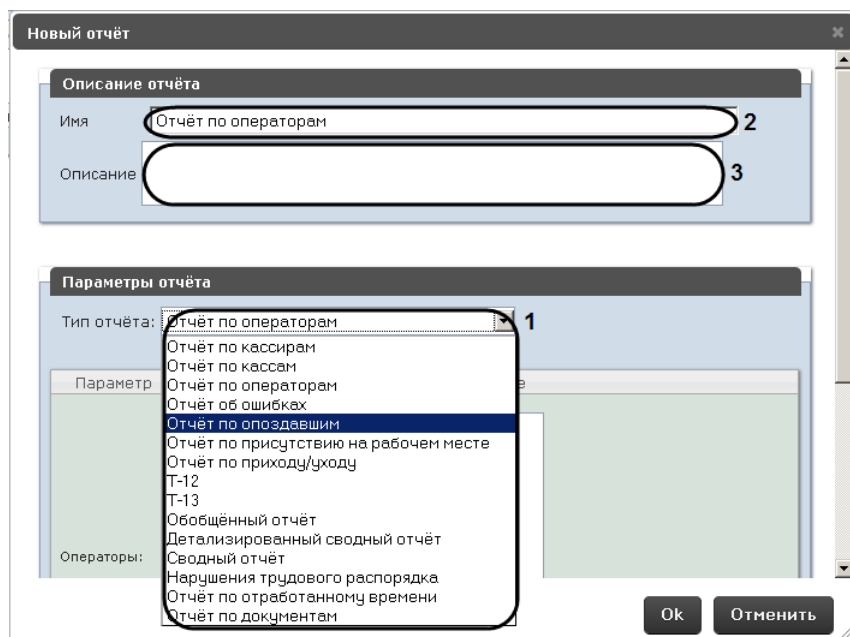 Новый отчёт
Описание отчёта
Имя Отчёт по операторам 2
Описание 3
Параметры отчёта
Тип отчёта: Отчёт по операторам 1
Отчёт по кассирам
Отчёт по кассам
Параметр
Отчёт по операторам
Отчёт об ошибках
Отчёт по опоздавшим
Отчёт по присутствию на рабочем месте
Отчёт по приходу/уходу
Т-12
Т-13
Обобщённый отчёт
Детализированный сводный отчёт
Операторы: Сводный отчёт
Нарушения трудового распорядка
Отчёт по отработанному времени
Отчёт по документам
Ok Отменить